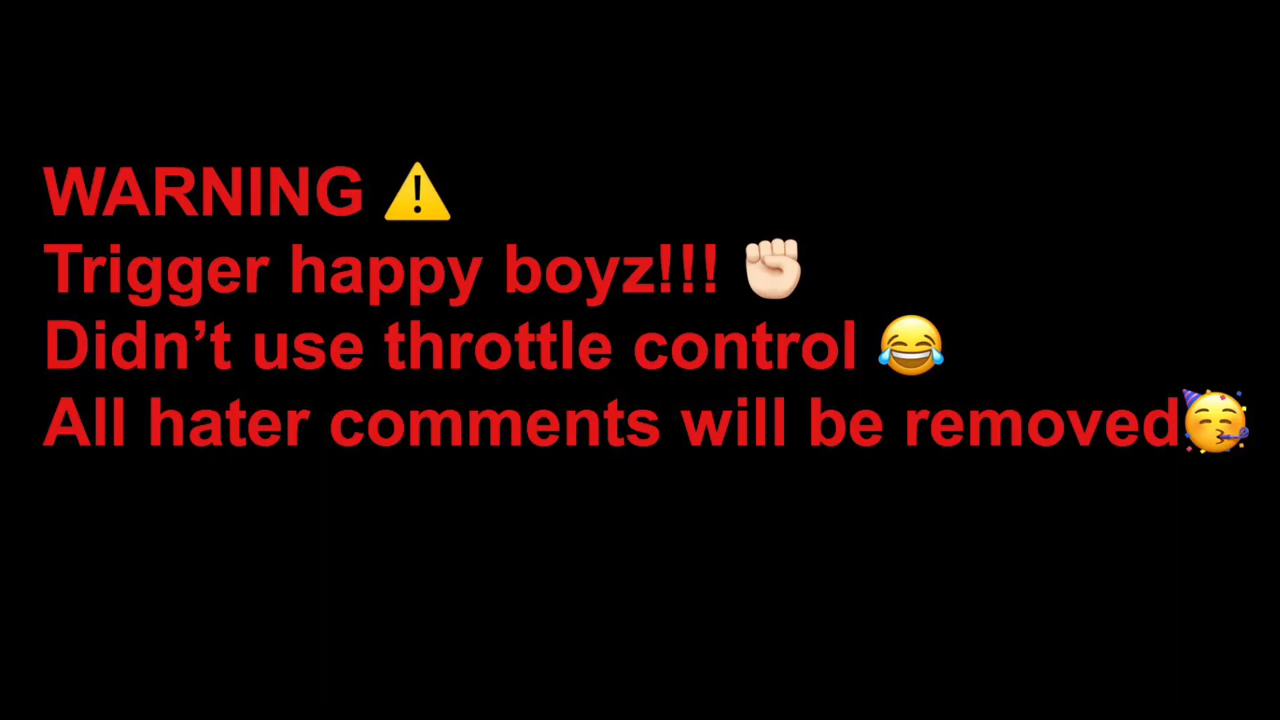 WARNING ⚠️
Trigger happy boyz!!! ✊🏻
Didn’t use throttle control 😂
All hater comments will be removed🥳